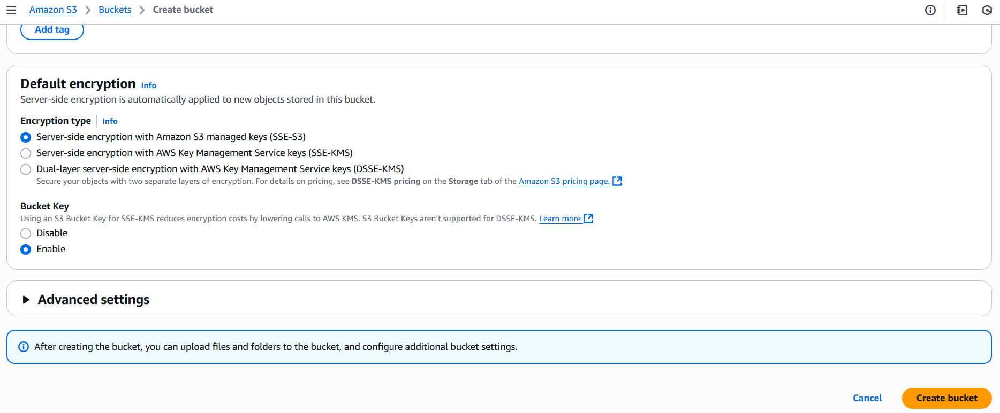 Amazon S3 > Buckets > Create bucket
Add tag
Default encryption Info
Server-side encryption is automatically applied to new objects stored in this bucket.
Encryption type Info
Server-side encryption with Amazon S3 managed keys (SSE-S3)
Server-side encryption with AWS Key Management Service keys (SSE-KMS)
Dual-layer server-side encryption with AWS Key Management Service keys (DSSE-KMS)
Secure your objects with two separate layers of encryption. For details on pricing, see DSSE-KMS pricing on the Storage tab of the Amazon S3 pricing page.
Bucket Key
Using an S3 Bucket Key for SSE-KMS reduces encryption costs by lowering calls to AWS KMS. S3 Bucket Keys aren't supported for DSSE-KMS. Learn more
Disable
Enable
Advanced settings
After creating the bucket, you can upload files and folders to the bucket, and configure additional bucket settings.
Cancel Create bucket